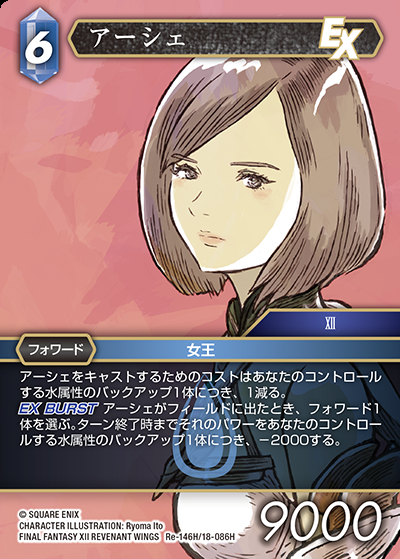 6
アーシェ
EX
XII
フォワード
女王
アーシェをキャストするためのコストはあなたのコントロール
する水属性のバックアップ1体につき、1減る。
EX BURST アーシェがフィールドに出たとき、フォワード1
体を選ぶ。ターン終了時までそれのパワーをあなたのコントロ
ールする水属性のバックアップ1体につき、－2000する。
© SQUARE ENIX
CHARACTER ILLUSTRATION: Ryoma Ito
FINAL FANTASY XII REVENANT WINGS Re-146H/18-086H
9000